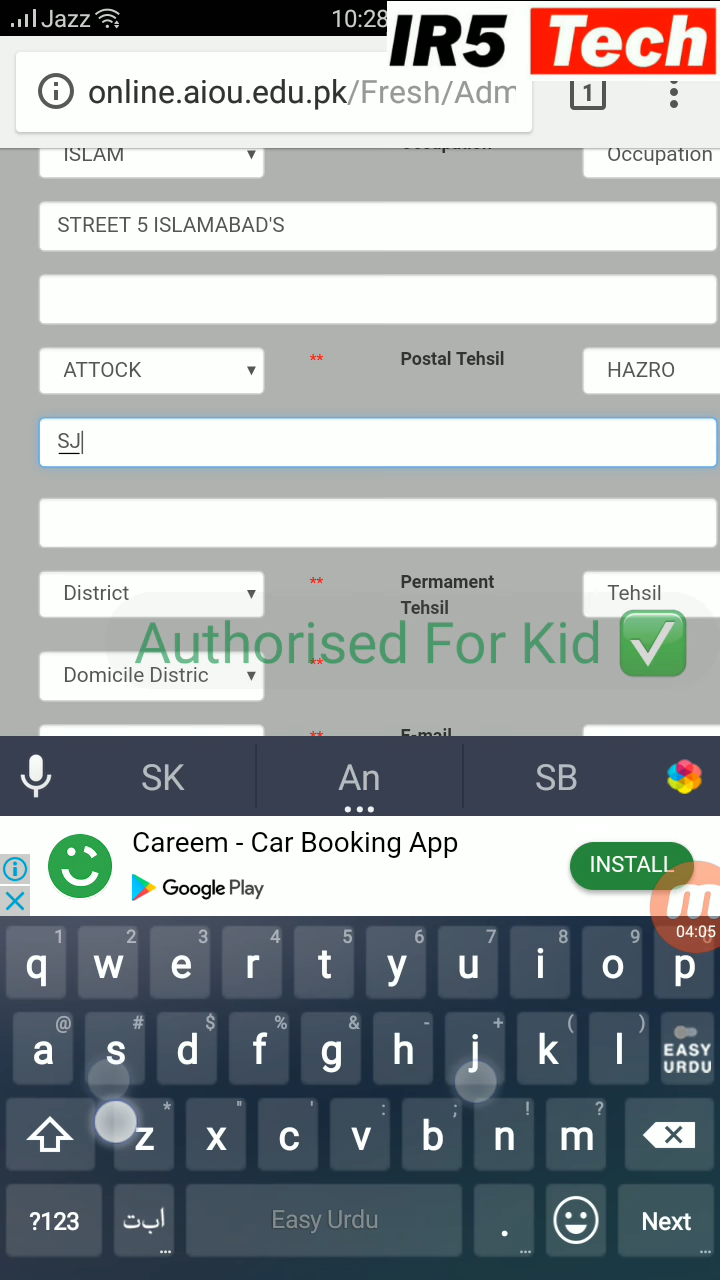 Jazz 10:28
IR5 Tech
online.aiou.edu.pk/Fresh/Adm
1
ISLAM Occupation Occupation
STREET 5 ISLAMABAD'S
ATTOCK ** Postal Tehsil HAZRO
SJ
District ** Permament Tehsil
Tehsil
Authorised For Kid ✅
Domicile Distric **
** E-mail
SK An SB
Careem - Car Booking App
Google Play
INSTALL
m
04:05
1 2 3 4 5 6 7 8 9
q w e r t y u i o p
@ # $ % & - + ( )
a s d f g h j k l EASY URDU
* " ' : ; ! ?
z x c v b n m
?123 ابت Easy Urdu . Next